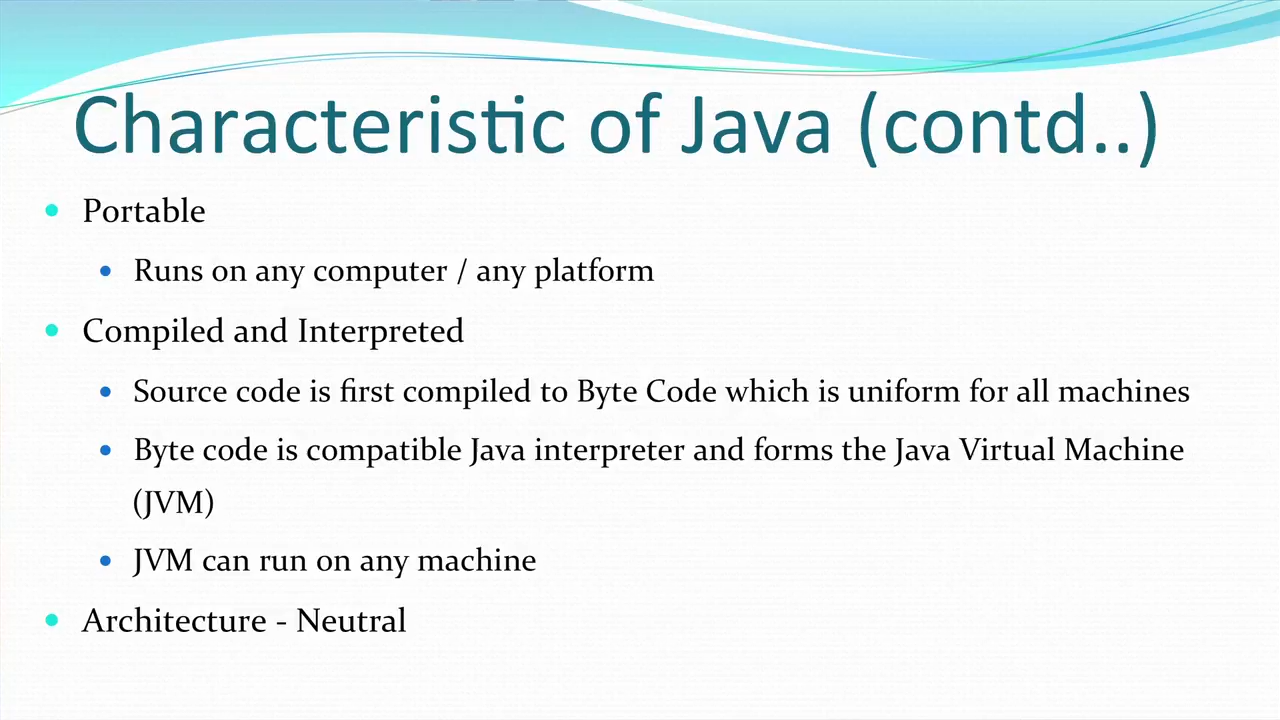 Characteristic of Java (contd..)
Portable
Runs on any computer / any platform
Compiled and Interpreted
Source code is first compiled to Byte Code which is uniform for all machines
Byte code is compatible Java interpreter and forms the Java Virtual Machine
(JVM)
JVM can run on any machine
Architecture - Neutral